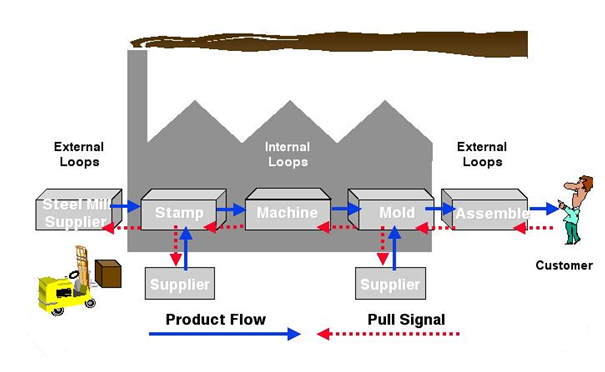 External
Loops
Internal
Loops
External
Loops
Steel Mill
Supplier
Stamp
Machine
Mold
Assemble
Customer
Supplier
Supplier
Product Flow
Pull Signal